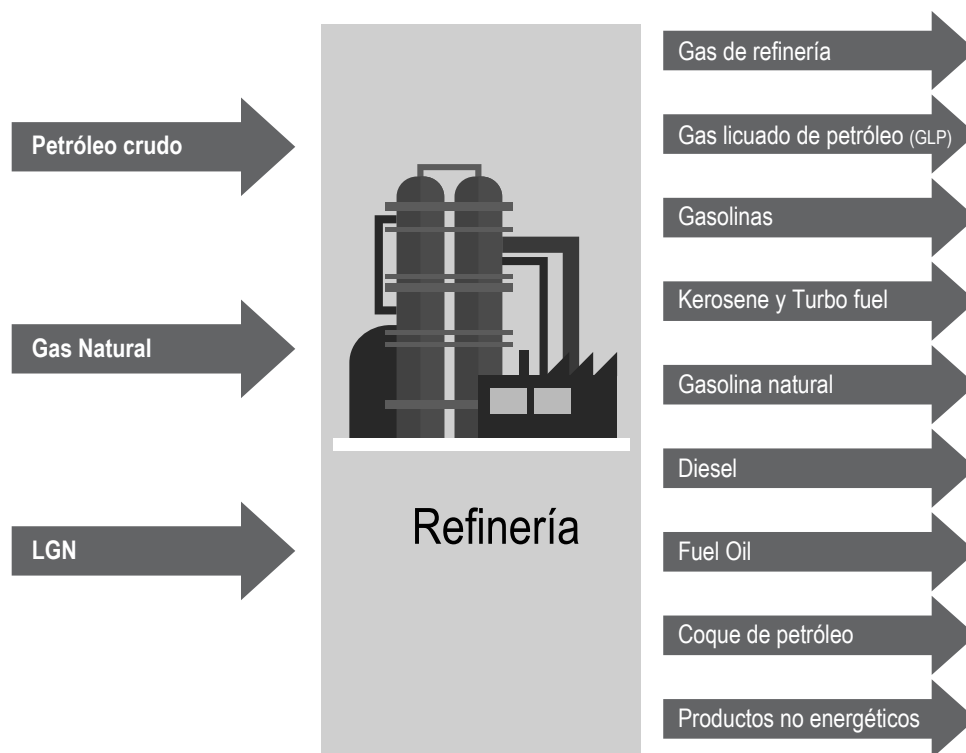 Petróleo crudo
Gas Natural
LGN
Refinería
Gas de refinería
Gas licuado de petróleo (GLP)
Gasolinas
Kerosene y Turbo fuel
Gasolina natural
Diesel
Fuel Oil
Coque de petróleo
Productos no energéticos